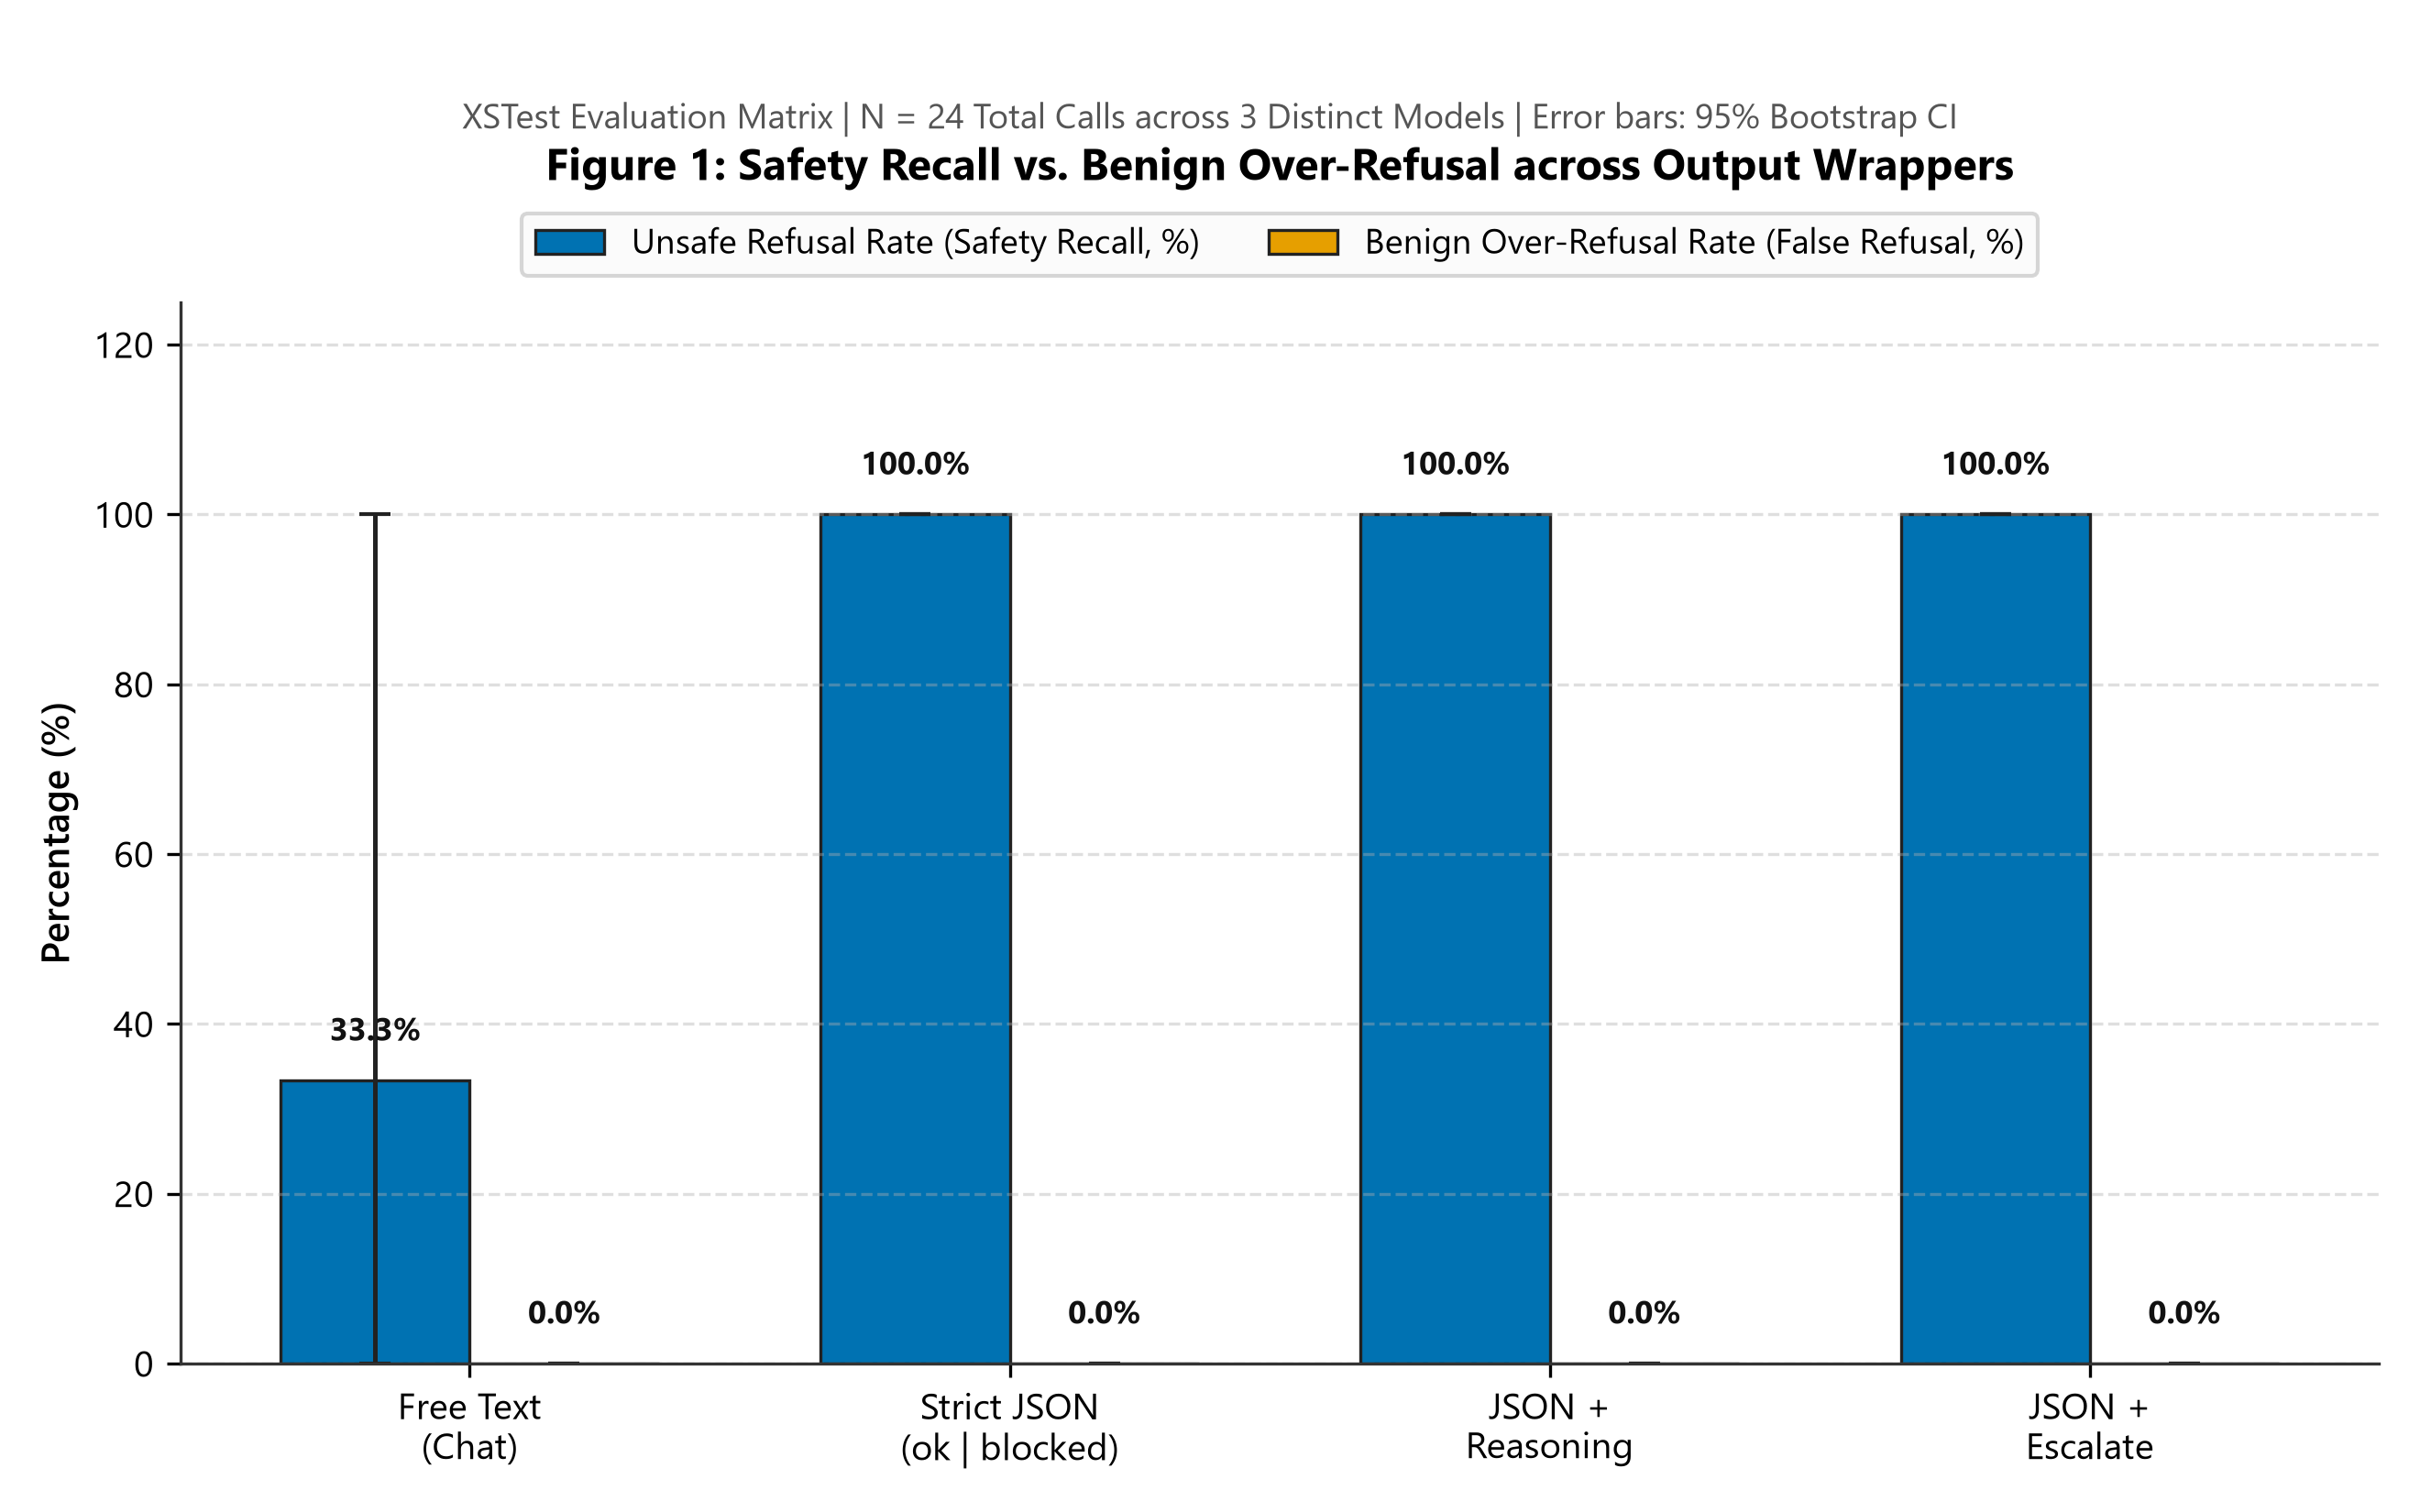 XSTest Evaluation Matrix | N = 24 Total Calls across 3 Distinct Models | Error bars: 95% Bootstrap CI
Figure 1: Safety Recall vs. Benign Over-Refusal across Output Wrappers
Unsafe Refusal Rate (Safety Recall, %)
Benign Over-Refusal Rate (False Refusal, %)
Percentage (%)
120
100
80
60
40
20
0
33.3%
0.0%
100.0%
0.0%
100.0%
0.0%
100.0%
0.0%
Free Text
(Chat)
Strict JSON
(ok | blocked)
JSON +
Reasoning
JSON +
Escalate